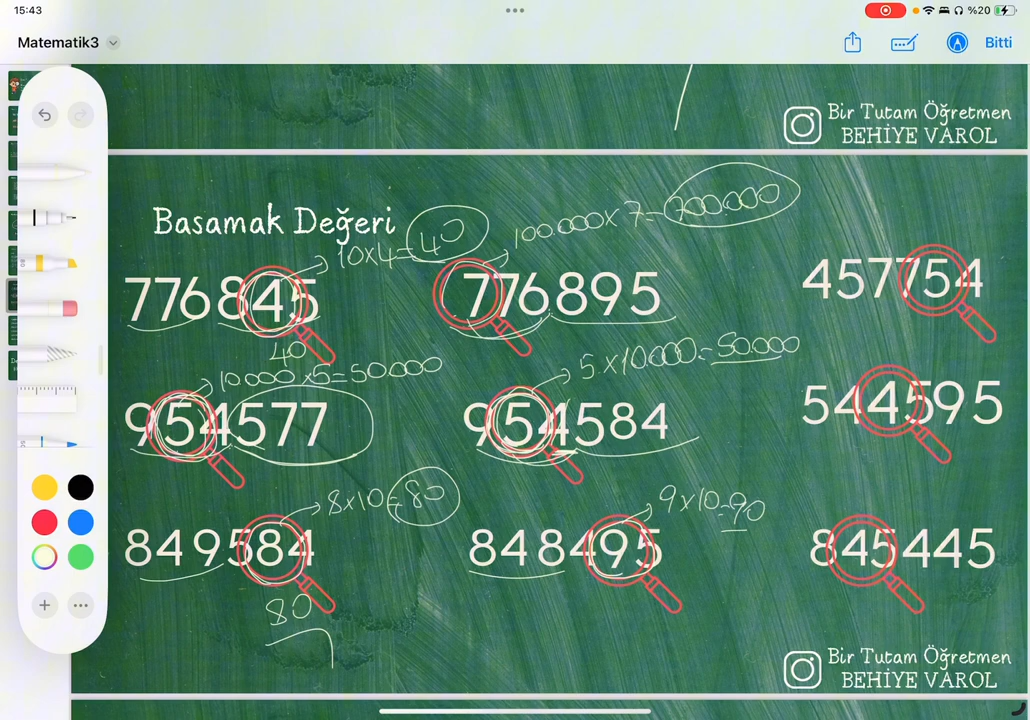 15:43
%20
Matematik3
Bitti
Bir Tutam Öğretmen
BEHİYE VAROL
Basamak Değeri
10x4=40
100.000x7=700.000
776845
776895
457754
40
10.000x5=50.000
5x10.000=50.000
954577
954584
544595
8x10=80
9x10=90
849584
848495
845445
80
Bir Tutam Öğretmen
BEHİYE VAROL